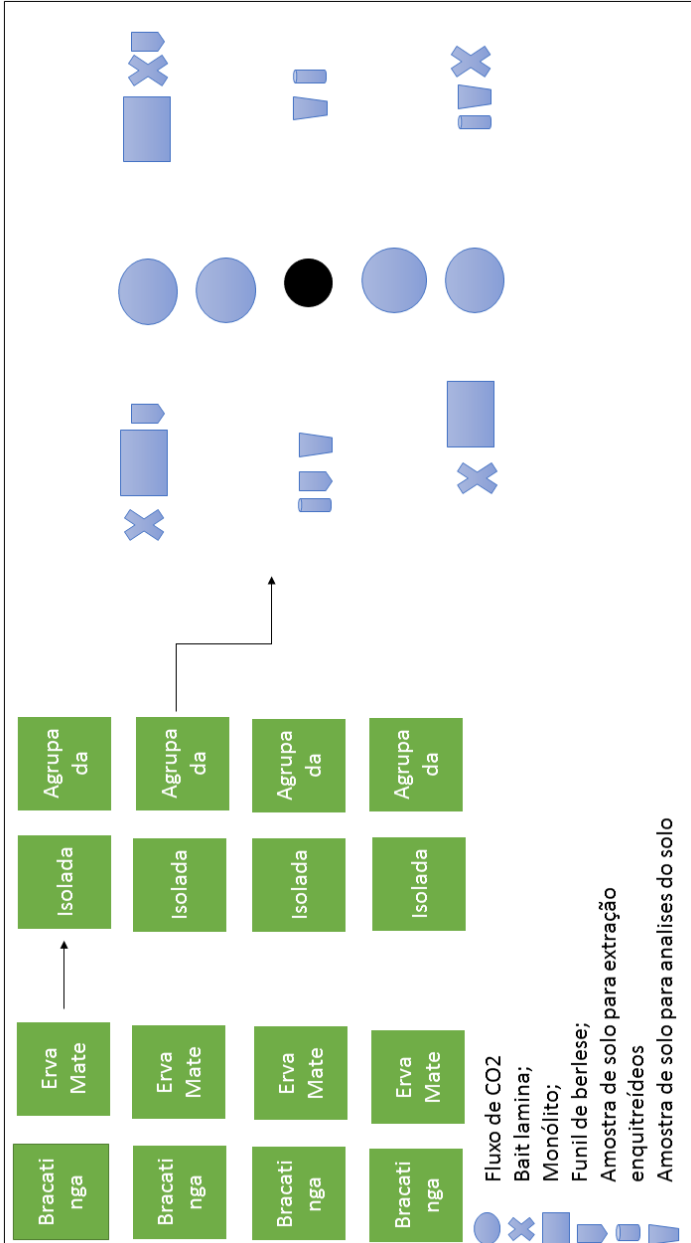 Bracati
nga
Erva
Mate
Isolada
Agrupa
da
Bracati
nga
Erva
Mate
Isolada
Agrupa
da
Bracati
nga
Erva
Mate
Isolada
Agrupa
da
Bracati
nga
Erva
Mate
Isolada
Agrupa
da
Fluxo de CO2
Bait lamina;
Monólito;
Funil de berlese;
Amostra de solo para extração
enquitreídeos
Amostra de solo para analises do solo